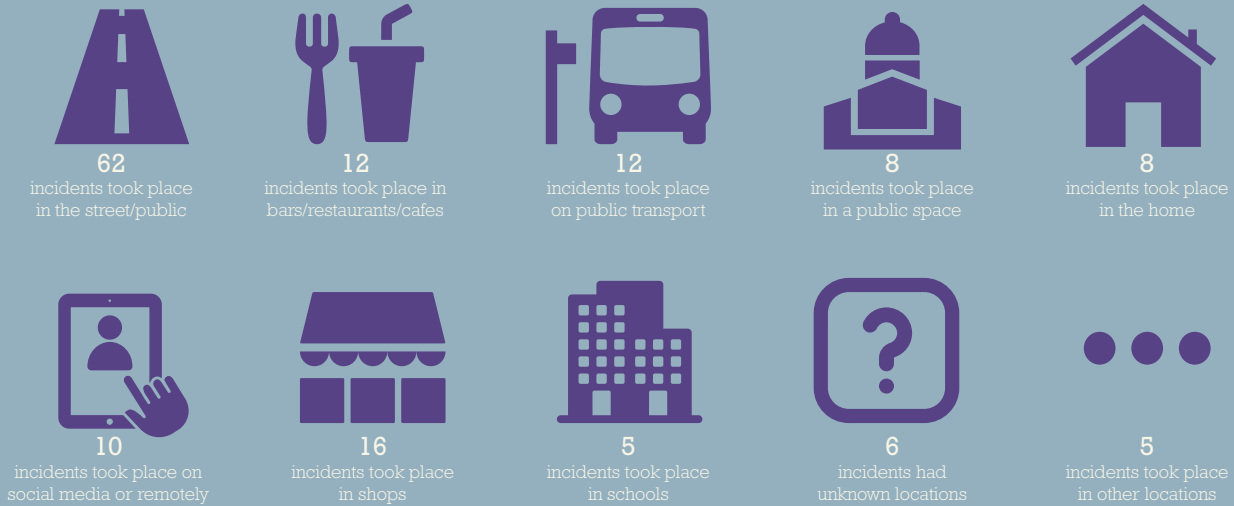 62
incidents took place
in the street/public
12
incidents took place in
bars/restaurants/cafes
12
incidents took place
on public transport
8
incidents took place
in a public space
8
incidents took place
in the home
10
incidents took place on
social media or remotely
16
incidents took place
in shops
5
incidents took place
in schools
6
incidents had
unknown locations
5
incidents took place
in other locations